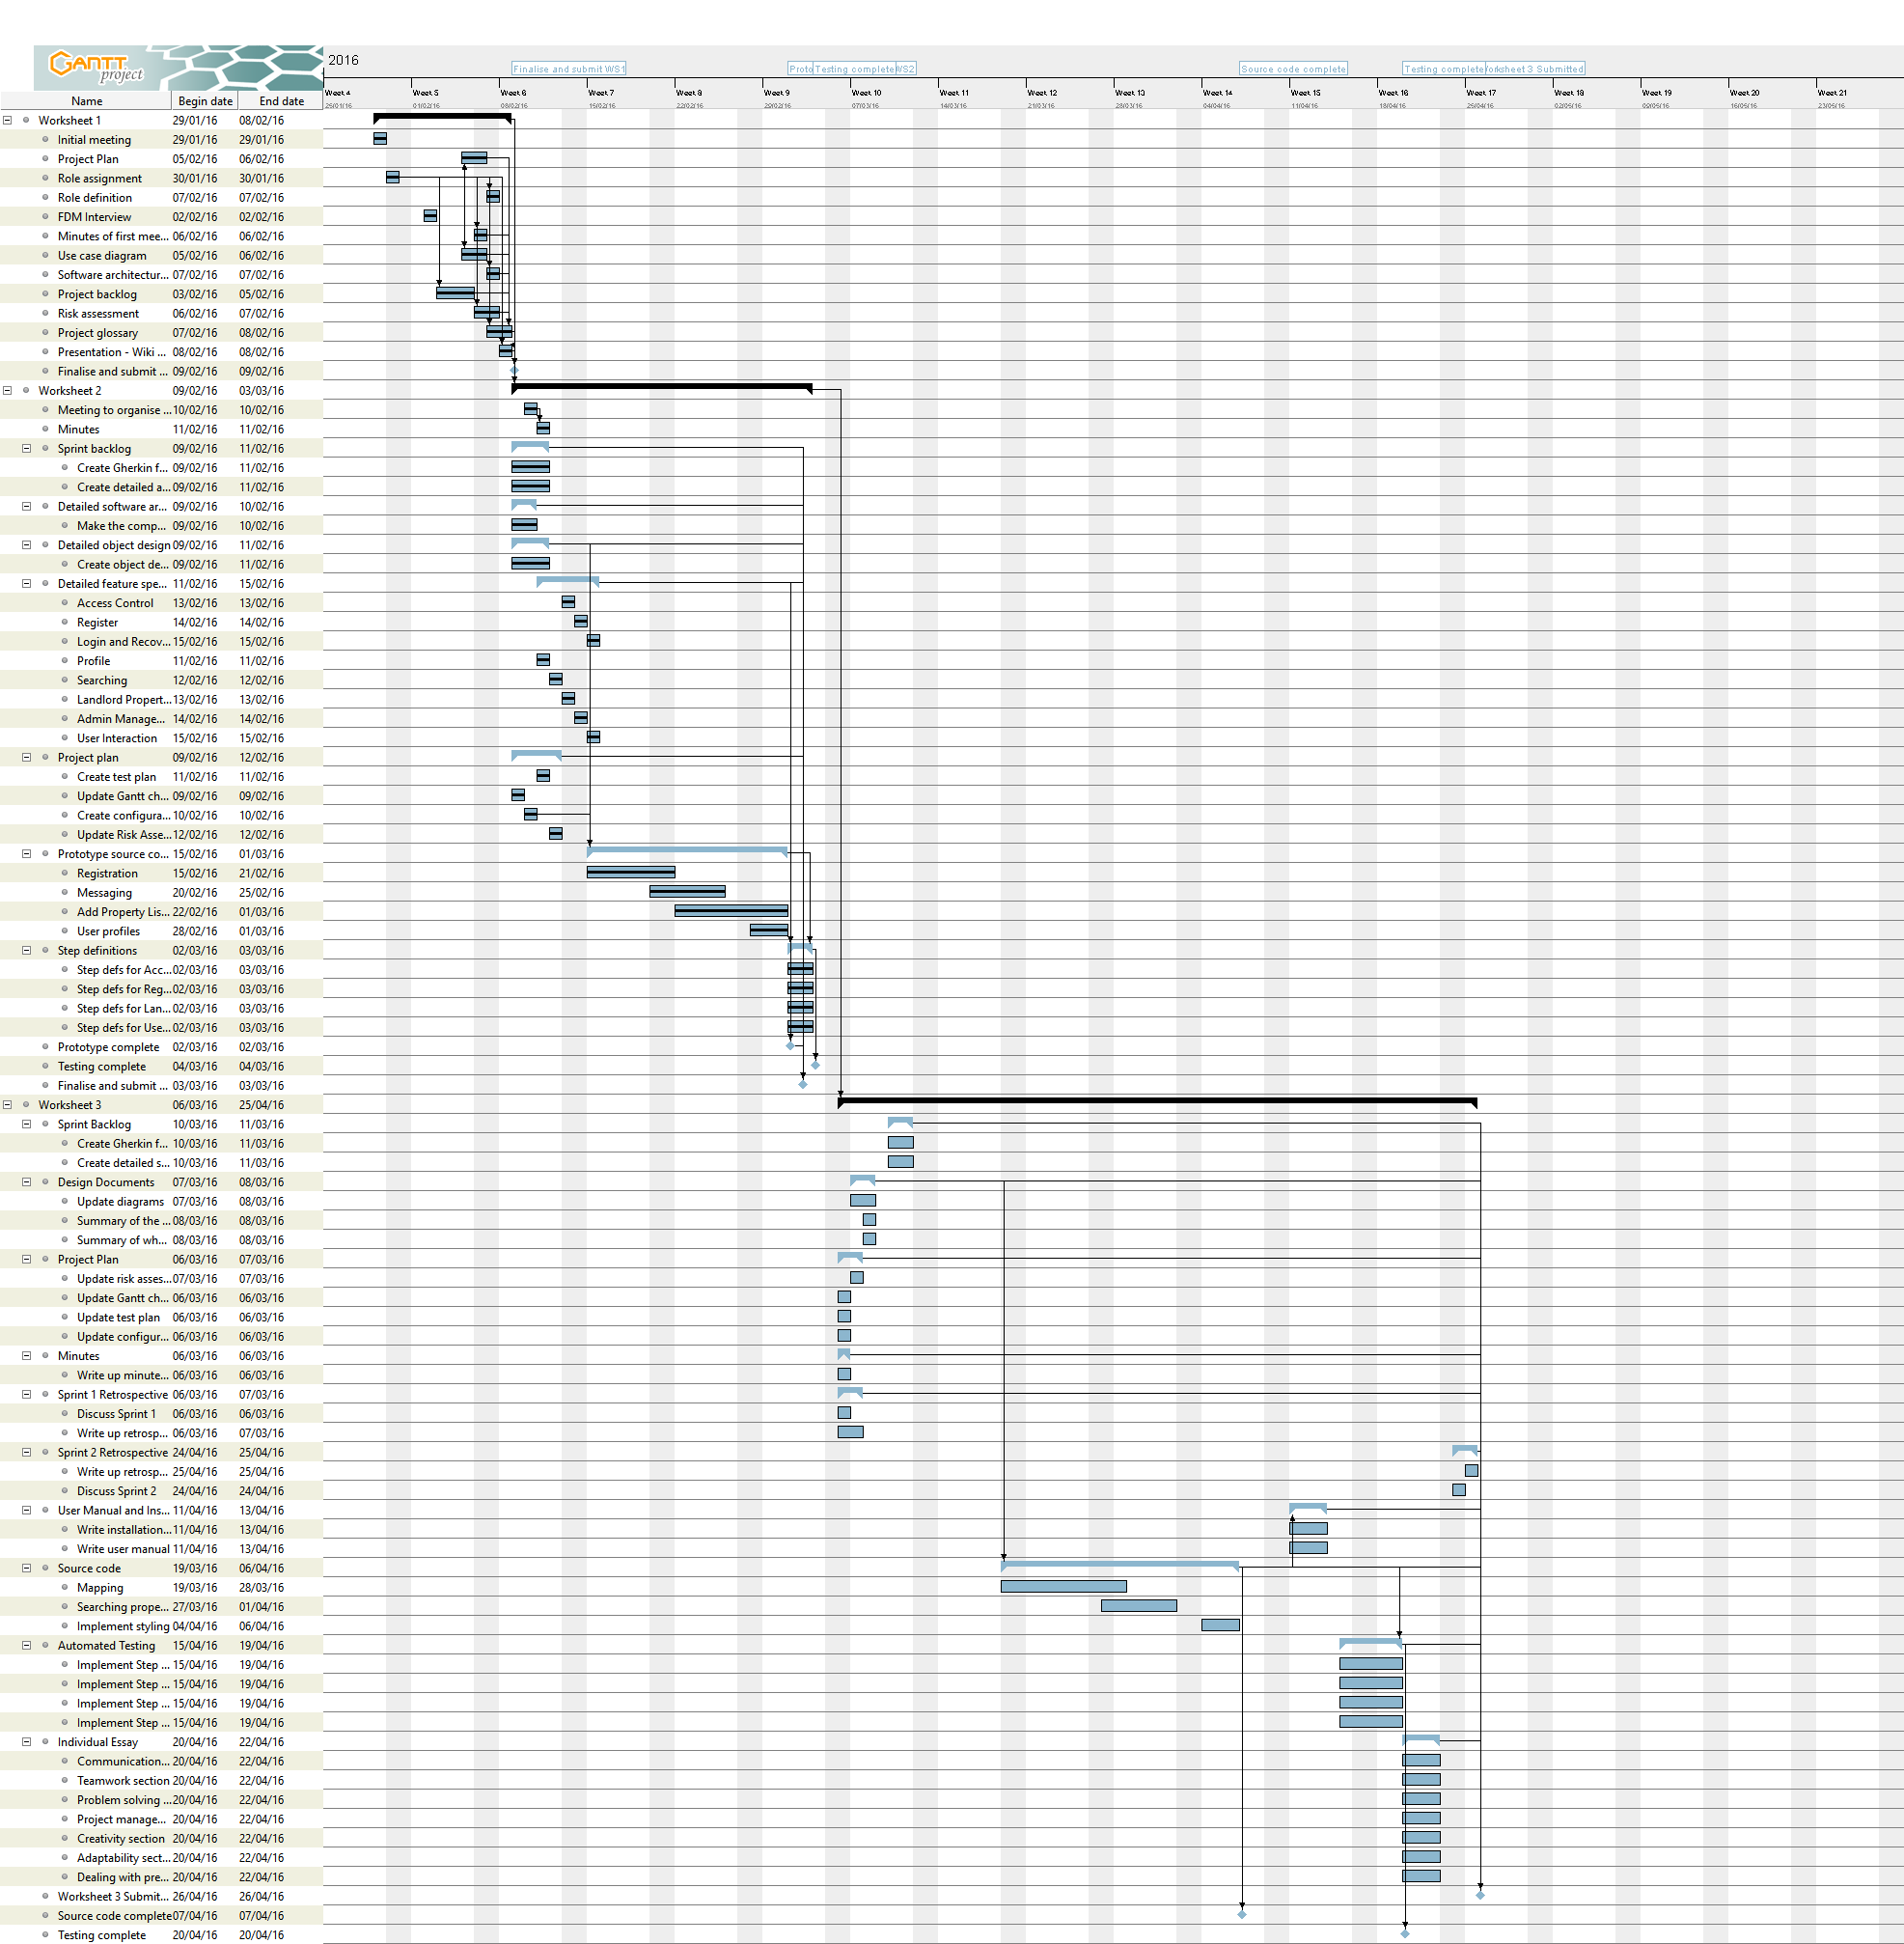 2016
GANTT
project
Finalise and submit WS1
Proto Testing complete WS2
Source code complete
Testing complete orksheet 3 Submitted
Name Begin date End date
Week 4 Week 5 Week 6 Week 7 Week 8 Week 9 Week 10 Week 11 Week 12 Week 13 Week 14 Week 15 Week 16 Week 17 Week 18 Week 19 Week 20 Week 21
25/01/16 01/02/16 08/02/16 15/02/16 22/02/16 29/02/16 07/03/16 14/03/16 21/03/16 28/03/16 04/04/16 11/04/16 18/04/16 25/04/16 02/05/16 09/05/16 16/05/16 23/05/16
Worksheet 1 29/01/16 08/02/16
Initial meeting 29/01/16 29/01/16
Project Plan 05/02/16 06/02/16
Role assignment 30/01/16 30/01/16
Role definition 07/02/16 07/02/16
FDM Interview 02/02/16 02/02/16
Minutes of first mee... 06/02/16 06/02/16
Use case diagram 05/02/16 06/02/16
Software architectur... 07/02/16 07/02/16
Project backlog 03/02/16 05/02/16
Risk assessment 06/02/16 07/02/16
Project glossary 07/02/16 08/02/16
Presentation - Wiki ... 08/02/16 08/02/16
Finalise and submit ... 09/02/16 09/02/16
Worksheet 2 09/02/16 03/03/16
Meeting to organise ... 10/02/16 10/02/16
Minutes 11/02/16 11/02/16
Sprint backlog 09/02/16 11/02/16
Create Gherkin f... 09/02/16 11/02/16
Create detailed a... 09/02/16 11/02/16
Detailed software ar... 09/02/16 10/02/16
Make the comp... 09/02/16 10/02/16
Detailed object design 09/02/16 11/02/16
Create object de... 09/02/16 11/02/16
Detailed feature spe... 11/02/16 15/02/16
Access Control 13/02/16 13/02/16
Register 14/02/16 14/02/16
Login and Recov... 15/02/16 15/02/16
Profile 11/02/16 11/02/16
Searching 12/02/16 12/02/16
Landlord Propert... 13/02/16 13/02/16
Admin Manage... 14/02/16 14/02/16
User Interaction 15/02/16 15/02/16
Project plan 09/02/16 12/02/16
Create test plan 11/02/16 11/02/16
Update Gantt ch... 09/02/16 09/02/16
Create configura... 10/02/16 10/02/16
Update Risk Asse... 12/02/16 12/02/16
Prototype source co... 15/02/16 01/03/16
Registration 15/02/16 21/02/16
Messaging 20/02/16 25/02/16
Add Property Lis... 22/02/16 01/03/16
User profiles 28/02/16 01/03/16
Step definitions 02/03/16 03/03/16
Step defs for Acc... 02/03/16 03/03/16
Step defs for Reg... 02/03/16 03/03/16
Step defs for Lan... 02/03/16 03/03/16
Step defs for Use... 02/03/16 03/03/16
Prototype complete 02/03/16 02/03/16
Testing complete 04/03/16 04/03/16
Finalise and submit ... 03/03/16 03/03/16
Worksheet 3 06/03/16 25/04/16
Sprint Backlog 10/03/16 11/03/16
Create Gherkin f... 10/03/16 11/03/16
Create detailed s... 10/03/16 11/03/16
Design Documents 07/03/16 08/03/16
Update diagrams 07/03/16 08/03/16
Summary of the ... 08/03/16 08/03/16
Summary of wh... 08/03/16 08/03/16
Project Plan 06/03/16 07/03/16
Update risk asses... 07/03/16 07/03/16
Update Gantt ch... 06/03/16 06/03/16
Update test plan 06/03/16 06/03/16
Update configur... 06/03/16 06/03/16
Minutes 06/03/16 06/03/16
Write up minute... 06/03/16 06/03/16
Sprint 1 Retrospective 06/03/16 07/03/16
Discuss Sprint 1 06/03/16 06/03/16
Write up retrosp... 06/03/16 07/03/16
Sprint 2 Retrospective 24/04/16 25/04/16
Write up retrosp... 25/04/16 25/04/16
Discuss Sprint 2 24/04/16 24/04/16
User Manual and Ins... 11/04/16 13/04/16
Write installation... 11/04/16 13/04/16
Write user manual 11/04/16 13/04/16
Source code 19/03/16 06/04/16
Mapping 19/03/16 28/03/16
Searching prope... 27/03/16 01/04/16
Implement styling 04/04/16 06/04/16
Automated Testing 15/04/16 19/04/16
Implement Step ... 15/04/16 19/04/16
Implement Step ... 15/04/16 19/04/16
Implement Step ... 15/04/16 19/04/16
Implement Step ... 15/04/16 19/04/16
Individual Essay 20/04/16 22/04/16
Communication... 20/04/16 22/04/16
Teamwork section 20/04/16 22/04/16
Problem solving ... 20/04/16 22/04/16
Project manage... 20/04/16 22/04/16
Creativity section 20/04/16 22/04/16
Adaptability sect... 20/04/16 22/04/16
Dealing with pre... 20/04/16 22/04/16
Worksheet 3 Submit... 26/04/16 26/04/16
Source code complete 07/04/16 07/04/16
Testing complete 20/04/16 20/04/16